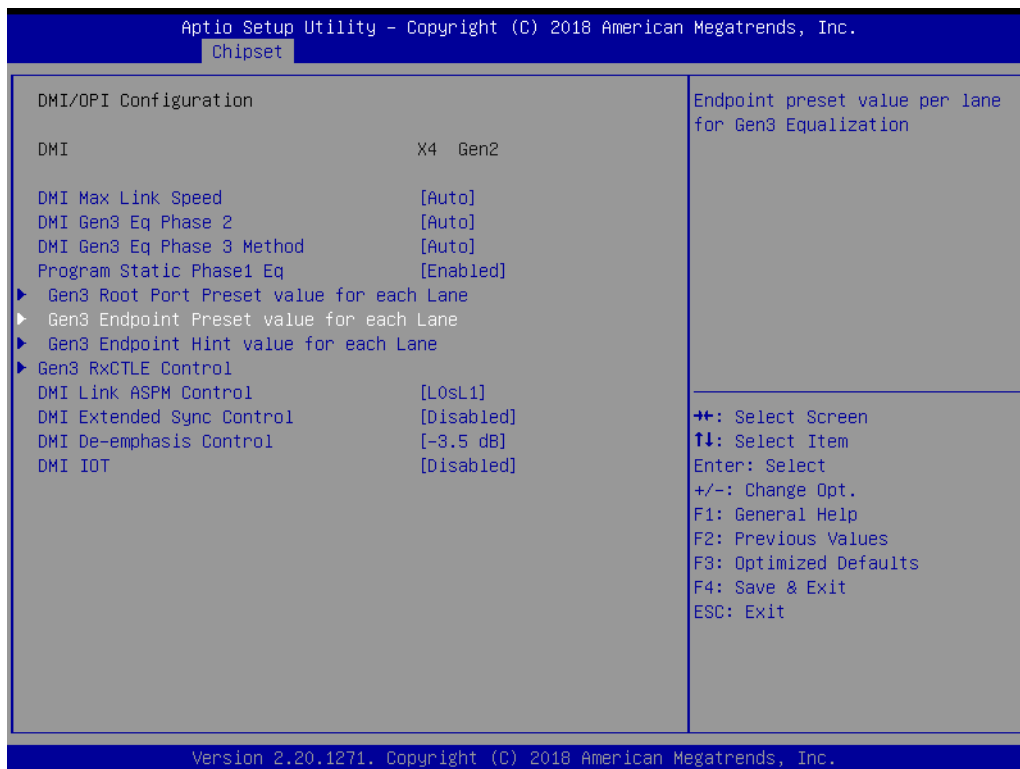 Aptio Setup Utility – Copyright (C) 2018 American Megatrends, Inc.
Chipset
DMI/OPI Configuration
DMI X4 Gen2
DMI Max Link Speed [Auto]
DMI Gen3 Eq Phase 2 [Auto]
DMI Gen3 Eq Phase 3 Method [Auto]
Program Static Phase1 Eq [Enabled]
Gen3 Root Port Preset value for each Lane
Gen3 Endpoint Preset value for each Lane
Gen3 Endpoint Hint value for each Lane
Gen3 RxCTLE Control
DMI Link ASPM Control [L0sL1]
DMI Extended Sync Control [Disabled]
DMI De-emphasis Control [-3.5 dB]
DMI IOT [Disabled]
Endpoint preset value per lane
for Gen3 Equalization
→←: Select Screen
↑↓: Select Item
Enter: Select
+/-: Change Opt.
F1: General Help
F2: Previous Values
F3: Optimized Defaults
F4: Save & Exit
ESC: Exit
Version 2.20.1271. Copyright (C) 2018 American Megatrends, Inc.